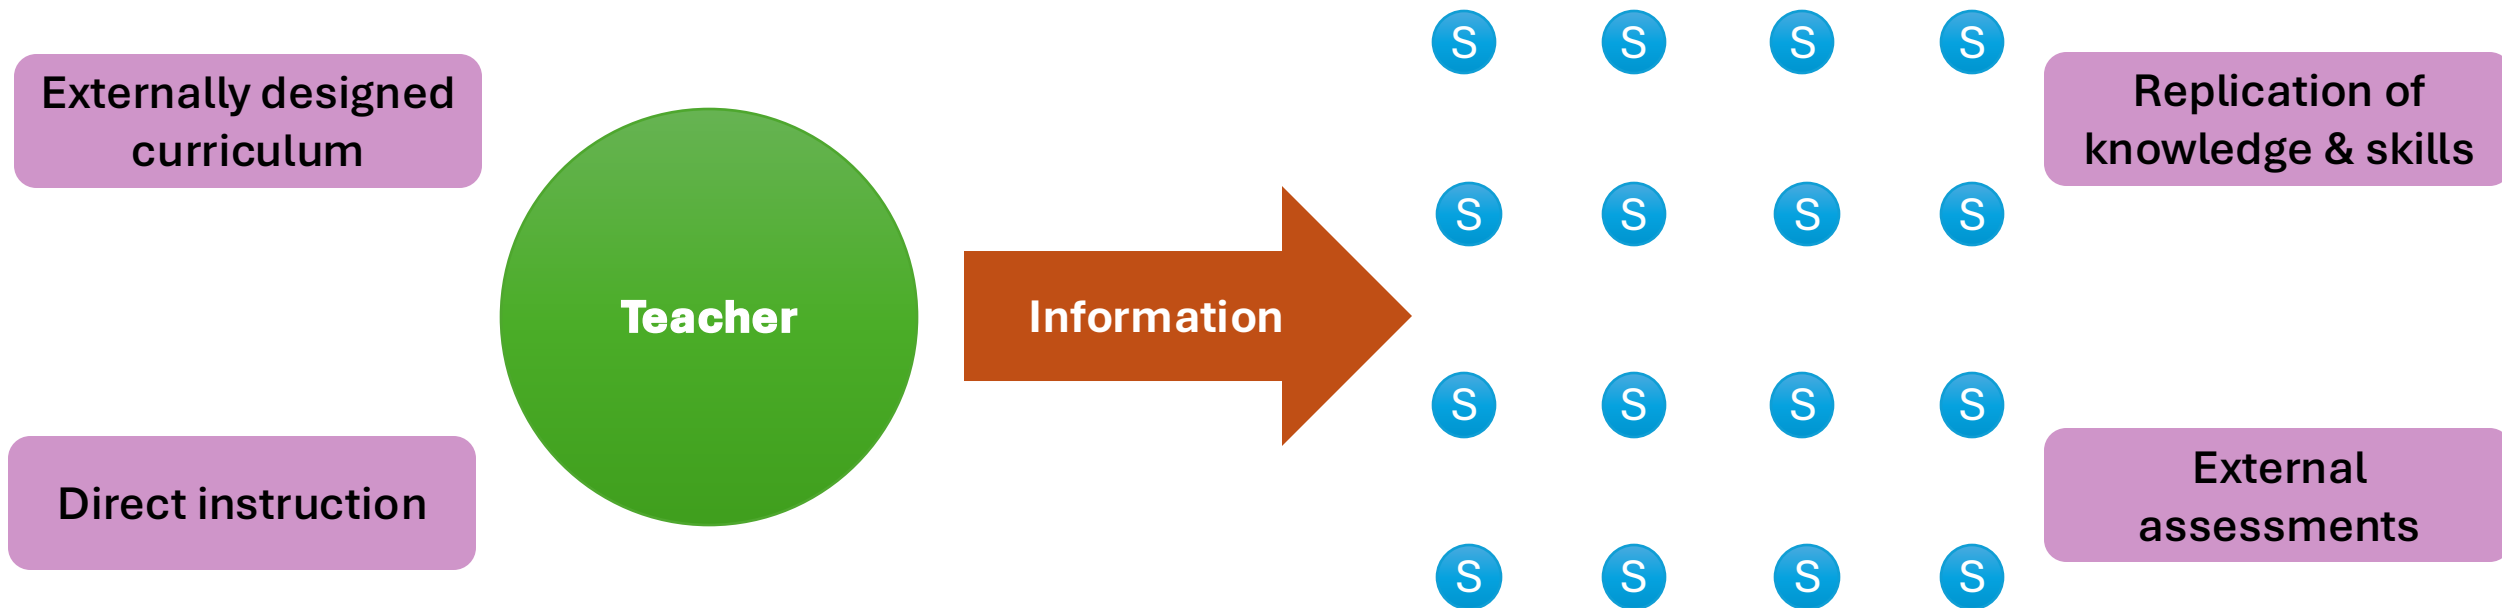 S S S S
Externally designed
curriculum
Replication of
knowledge & skills
S S S S
Teacher
Information
S S S S
Direct instruction
External
assessments
S S S S